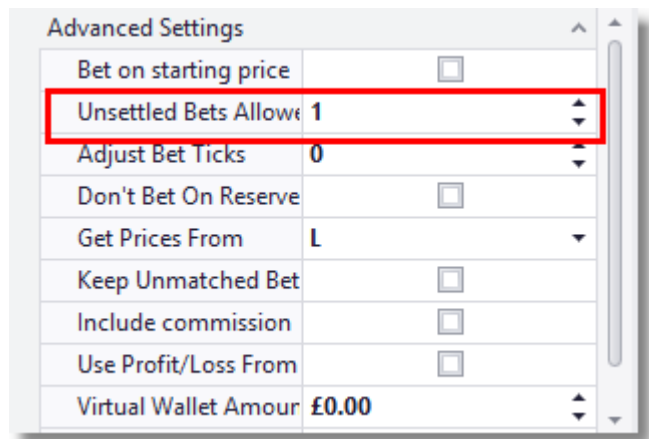 Advanced Settings
Bet on starting price
Unsettled Bets Allowe 1
Adjust Bet Ticks 0
Don't Bet On Reserve
Get Prices From L
Keep Unmatched Bet
Include commission
Use Profit/Loss From
Virtual Wallet Amour £0.00